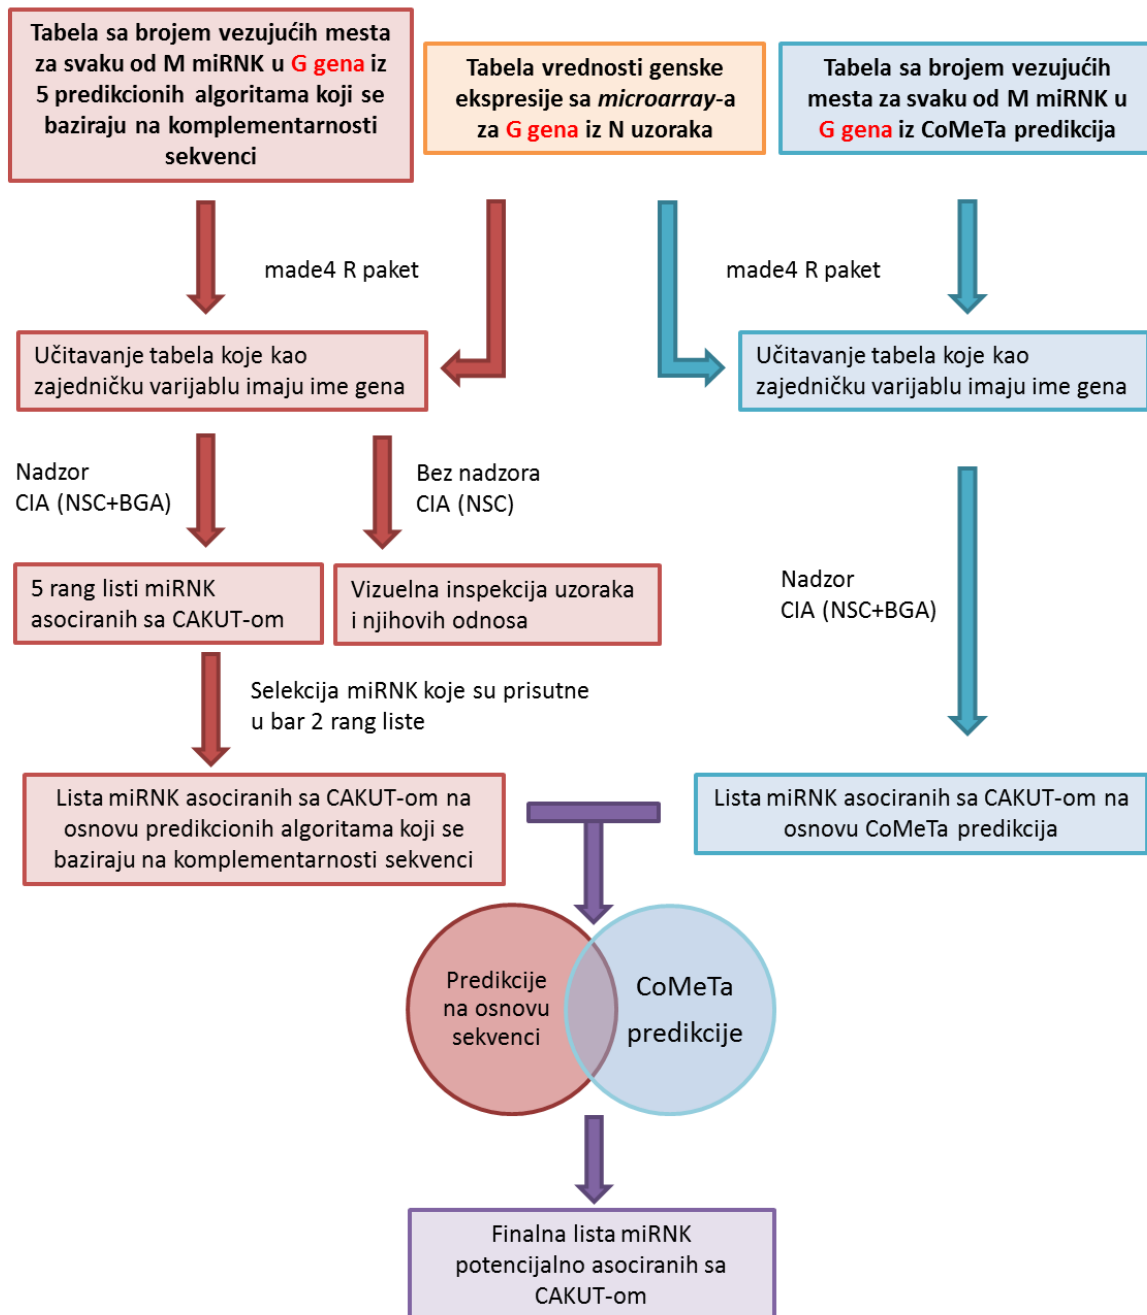 Tabela sa brojem vezujućih mesta
za svaku od M miRNK u G gena iz
5 predikcionih algoritama koji se
baziraju na komplementarnosti
sekvenci
Tabela vrednosti genske
ekspresije sa microarray-a
za G gena iz N uzoraka
Tabela sa brojem vezujućih
mesta za svaku od M miRNK u
G gena iz CoMeTa predikcija
made4 R paket
made4 R paket
Učitavanje tabela koje kao
zajedničku varijablu imaju ime gena
Učitavanje tabela koje kao
zajedničku varijablu imaju ime gena
Nadzor
CIA (NSC+BGA)
Bez nadzora
CIA (NSC)
5 rang listi miRNK
asociranih sa CAKUT-om
Vizuelna inspekcija uzoraka
i njihovih odnosa
Nadzor
CIA (NSC+BGA)
Selekcija miRNK koje su prisutne
u bar 2 rang liste
Lista miRNK asociranih sa CAKUT-om na
osnovu predikcionih algoritama koji se
baziraju na komplementarnosti sekvenci
Lista miRNK asociranih sa CAKUT-om na
osnovu CoMeTa predikcija
Predikcije
na osnovu
sekvenci
CoMeTa
predikcije
Finalna lista miRNK
potencijalno asociranih sa
CAKUT-om